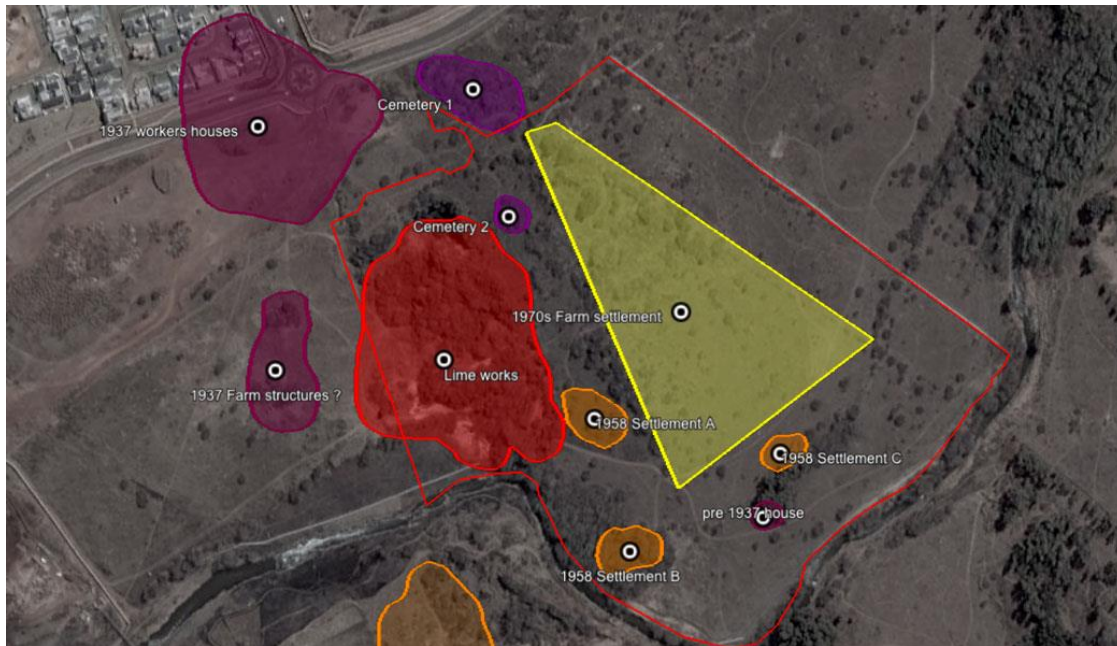 Cemetery 1
1937 workers houses
Cemetery 2
1970s Farm settlement
Lime works
1937 Farm structures ?
1958 Settlement A
1958 Settlement C
pre 1937 house
1958 Settlement B